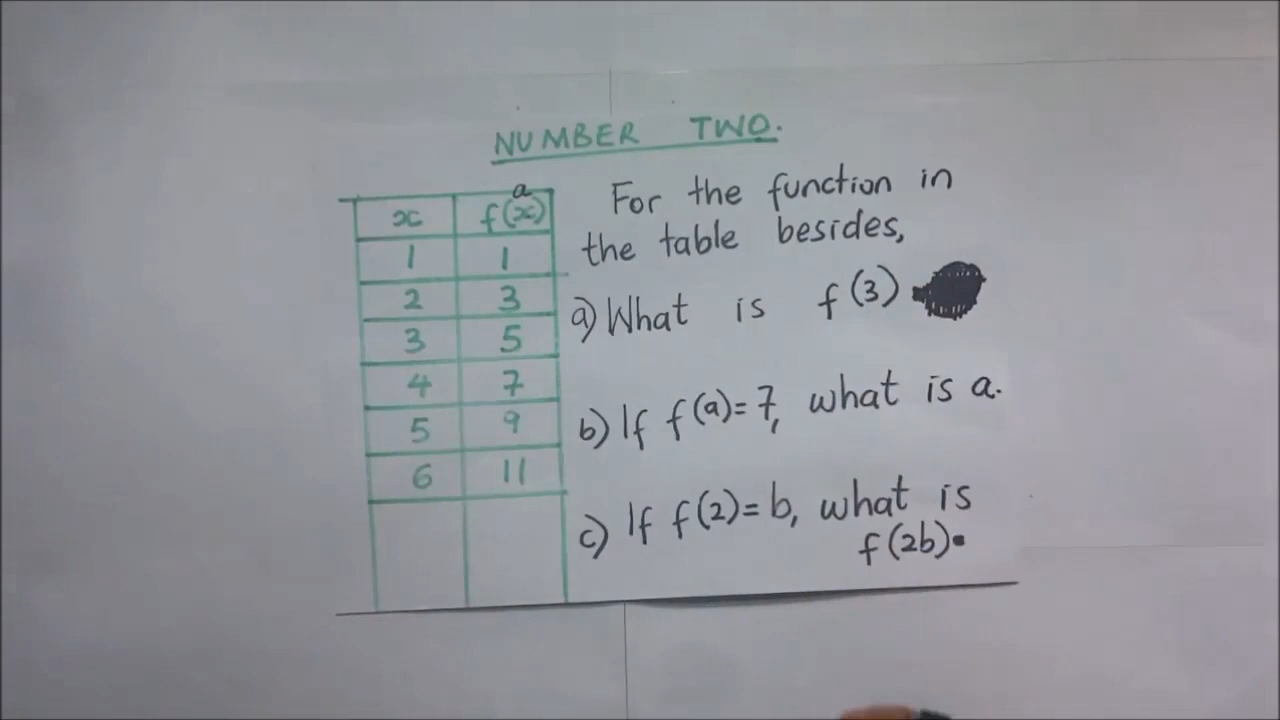 NUMBER TWO.
a
x f(x)
1 1
2 3
3 5
4 7
5 9
6 11
For the function in
the table besides,
a) What is f(3)
b) If f(a)=7, what is a.
c) If f(2)=b, what is
f(2b).